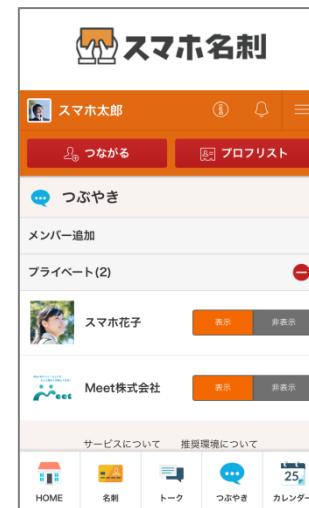 スマホ名刺
スマホ太郎
つながる プロフリスト
つぶやき
メンバー追加
プライベート(2)
スマホ花子 表示 非表示
Meet株式会社 表示 非表示
サービスについて 推奨環境について
25
HOME 名刺 トーク つぶやき カレンダー